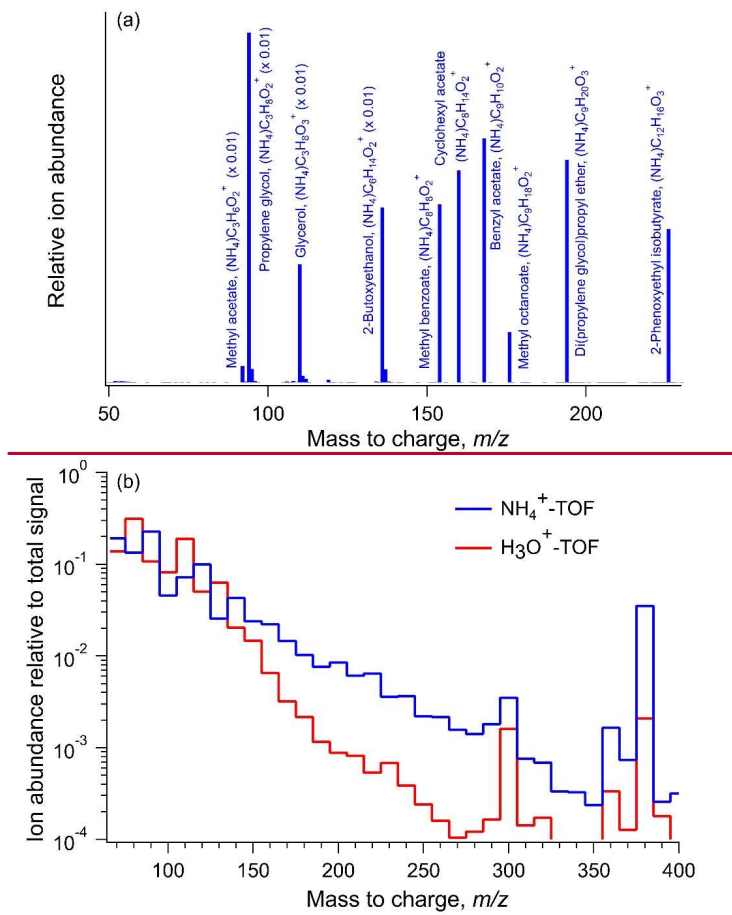 (a)
Relative ion abundance
Methyl acetate, (NH₄)C₃H₆O₂⁺ (x 0.01)
Propylene glycol, (NH₄)C₃H₈O₂⁺ (x 0.01)
Glycerol, (NH₄)C₃H₈O₃⁺ (x 0.01)
2-Butoxyethanol, (NH₄)C₆H₁₄O₂⁺ (x 0.01)
Methyl benzoate, (NH₄)C₈H₈O₂⁺
Cyclohexyl acetate
(NH₄)C₈H₁₄O₂⁺
Benzyl acetate, (NH₄)C₉H₁₀O₂⁺
Methyl octanoate, (NH₄)C₉H₁₈O₂⁺
Di(propylene glycol)propyl ether, (NH₄)C₉H₂₀O₃⁺
2-Phenoxyethyl isobutyrate, (NH₄)C₁₂H₁₆O₃⁺
50 100 150 200
Mass to charge, m/z
(b)
Ion abundance relative to total signal
10⁰
10⁻¹
10⁻²
10⁻³
10⁻⁴
NH₄⁺-TOF
H₃O⁺-TOF
100 150 200 250 300 350 400
Mass to charge, m/z